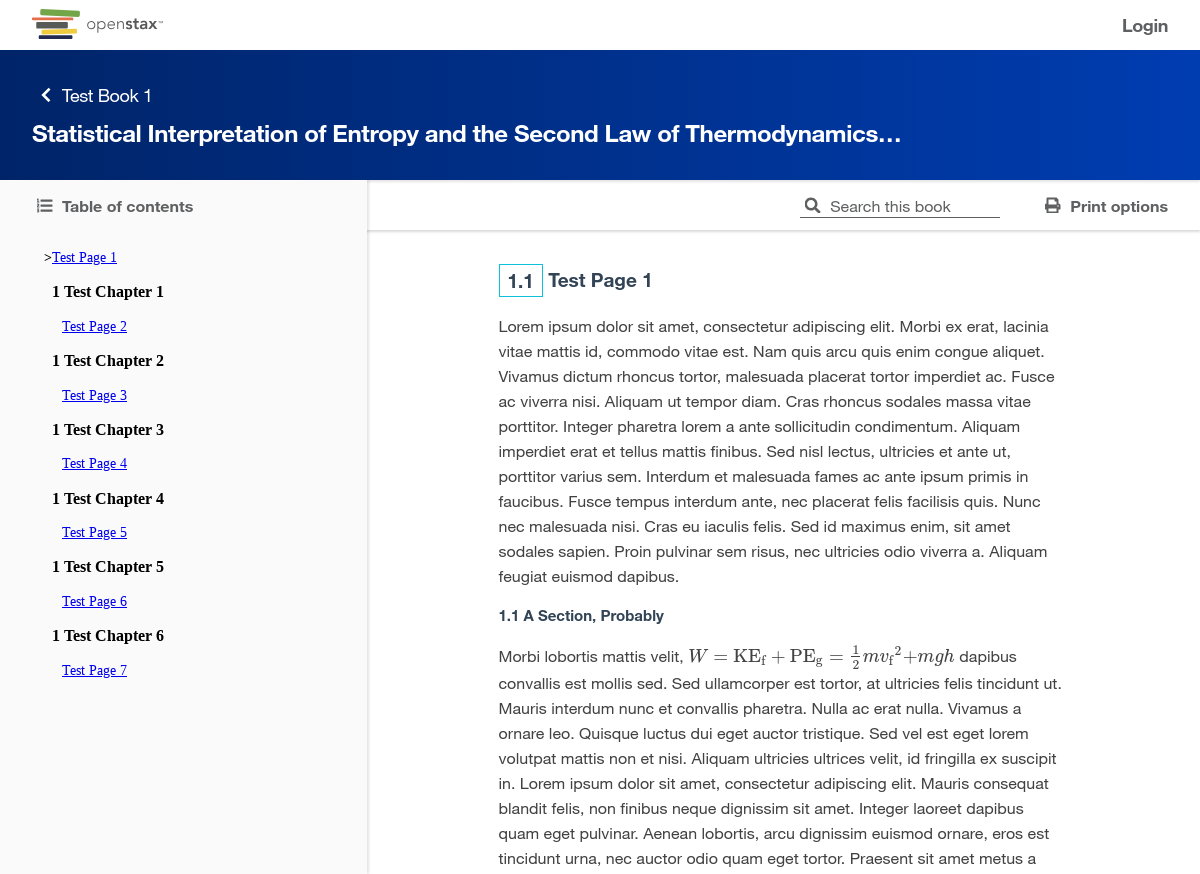 openstax™
Login
Test Book 1
Statistical Interpretation of Entropy and the Second Law of Thermodynamics…
Table of contents
Search this book
Print options
>Test Page 1
1 Test Chapter 1
Test Page 2
1 Test Chapter 2
Test Page 3
1 Test Chapter 3
Test Page 4
1 Test Chapter 4
Test Page 5
1 Test Chapter 5
Test Page 6
1 Test Chapter 6
Test Page 7
1.1 Test Page 1
Lorem ipsum dolor sit amet, consectetur adipiscing elit. Morbi ex erat, lacinia
vitae mattis id, commodo vitae est. Nam quis arcu quis enim congue aliquet.
Vivamus dictum rhoncus tortor, malesuada placerat tortor imperdiet ac. Fusce
ac viverra nisi. Aliquam ut tempor diam. Cras rhoncus sodales massa vitae
porttitor. Integer pharetra lorem a ante sollicitudin condimentum. Aliquam
imperdiet erat et tellus mattis finibus. Sed nisl lectus, ultricies et ante ut,
porttitor varius sem. Interdum et malesuada fames ac ante ipsum primis in
faucibus. Fusce tempus interdum ante, nec placerat felis facilisis quis. Nunc
nec malesuada nisi. Cras eu iaculis felis. Sed id maximus enim, sit amet
sodales sapien. Proin pulvinar sem risus, nec ultricies odio viverra a. Aliquam
feugiat euismod dapibus.
1.1 A Section, Probably
Morbi lobortis mattis velit, W = KE_f + PE_g = 1/2 mv_f² + mgh dapibus
convallis est mollis sed. Sed ullamcorper est tortor, at ultricies felis tincidunt ut.
Mauris interdum nunc et convallis pharetra. Nulla ac erat nulla. Vivamus a
ornare leo. Quisque luctus dui eget auctor tristique. Sed vel est eget lorem
volutpat mattis non et nisi. Aliquam ultricies ultrices velit, id fringilla ex suscipit
in. Lorem ipsum dolor sit amet, consectetur adipiscing elit. Mauris consequat
blandit felis, non finibus neque dignissim sit amet. Integer laoreet dapibus
quam eget pulvinar. Aenean lobortis, arcu dignissim euismod ornare, eros est
tincidunt urna, nec auctor odio quam eget tortor. Praesent sit amet metus a